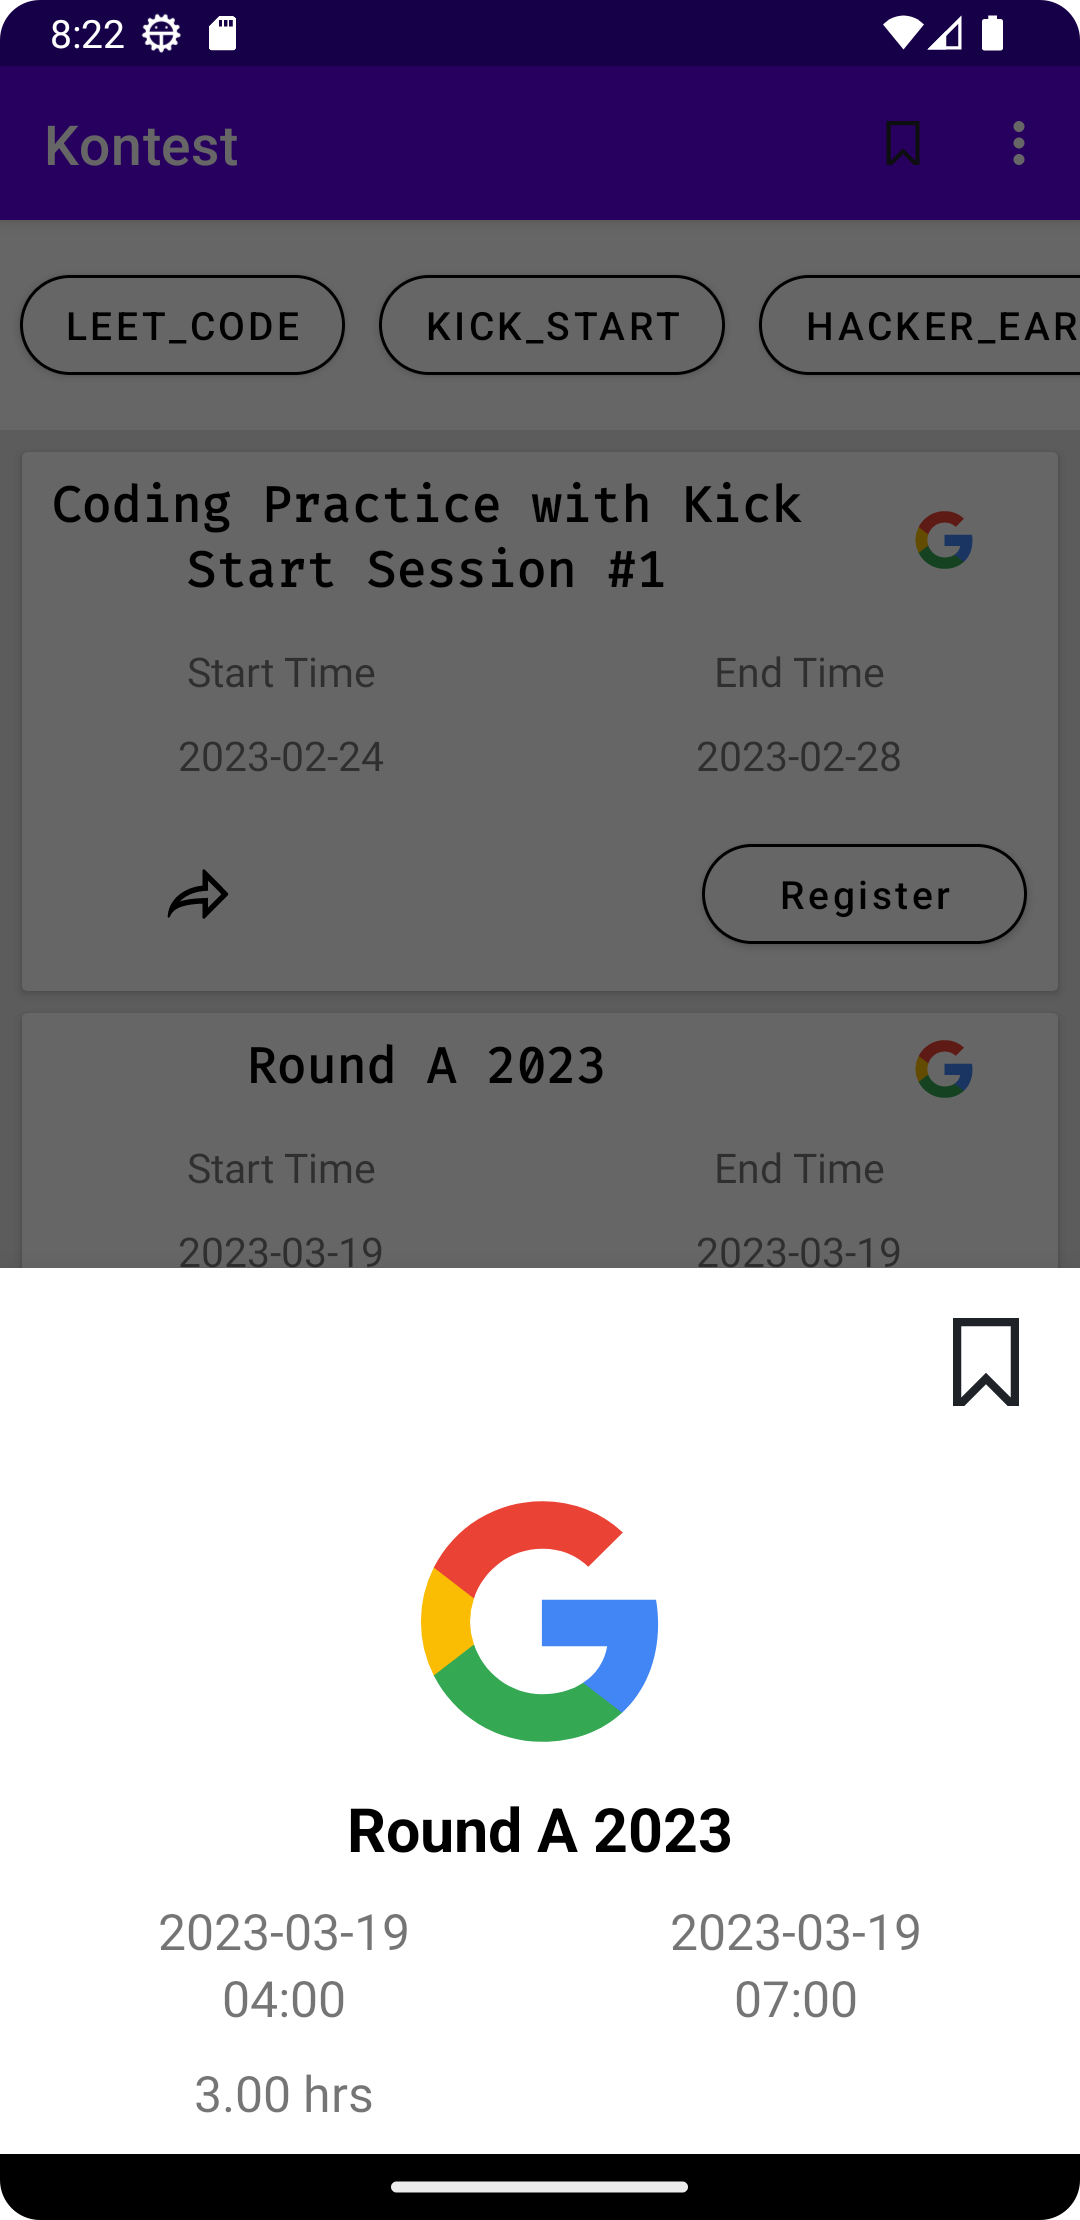 8:22
Kontest
LEET_CODE KICK_START HACKER_EAR
Coding Practice with Kick
Start Session #1
Start Time End Time
2023-02-24 2023-02-28
Register
Round A 2023
Start Time End Time
2023-03-19 2023-03-19
Round A 2023
2023-03-19 2023-03-19
04:00 07:00
3.00 hrs